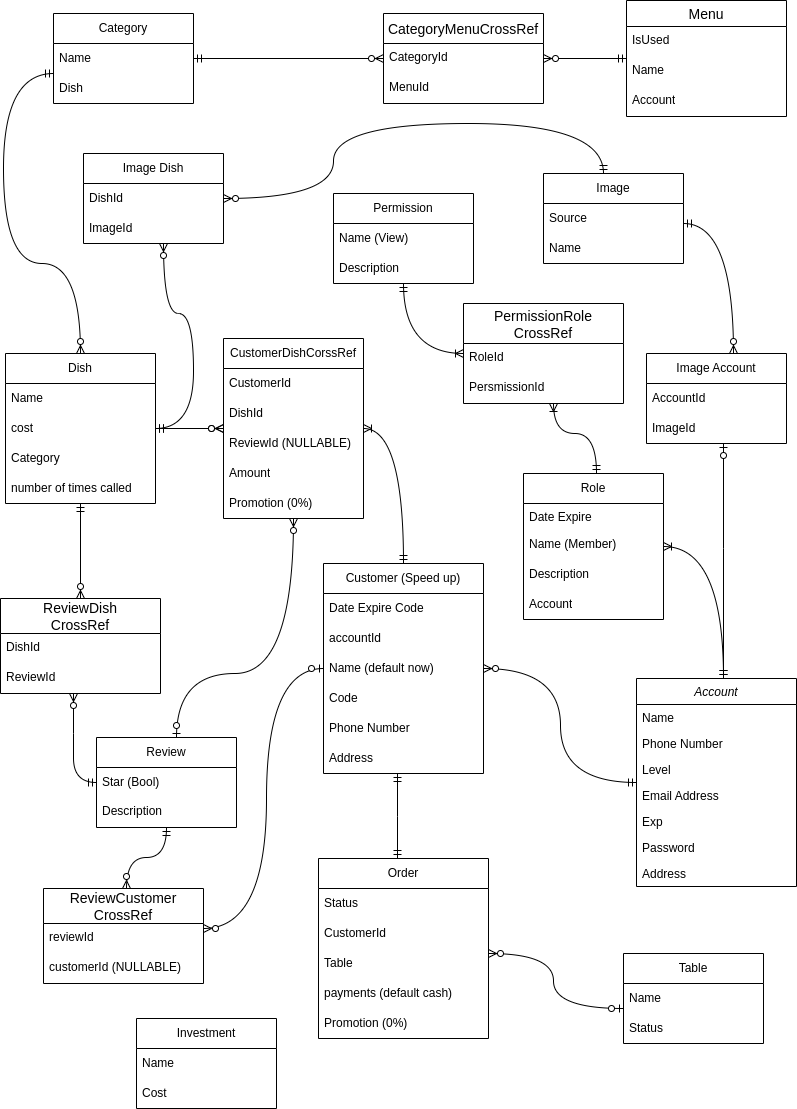 Category
Name
Dish
CategoryMenuCrossRef
CategoryId
MenuId
Menu
IsUsed
Name
Account
Image Dish
DishId
ImageId
Permission
Name (View)
Description
Image
Source
Name
PermissionRole
CrossRef
RoleId
PersmissionId
Image Account
AccountId
ImageId
Dish
Name
cost
Category
number of times called
CustomerDishCorssRef
CustomerId
DishId
ReviewId (NULLABLE)
Amount
Promotion (0%)
Role
Date Expire
Name (Member)
Description
Account
ReviewDish
CrossRef
DishId
ReviewId
Customer (Speed up)
Date Expire Code
accountId
Name (default now)
Code
Phone Number
Address
Account
Name
Phone Number
Level
Email Address
Exp
Password
Address
Review
Star (Bool)
Description
ReviewCustomer
CrossRef
reviewId
customerId (NULLABLE)
Order
Status
CustomerId
Table
payments (default cash)
Promotion (0%)
Table
Name
Status
Investment
Name
Cost